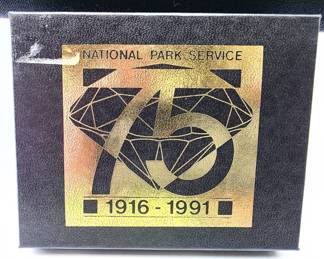 NATIONAL PARK SERVICE
75
1916 - 1991